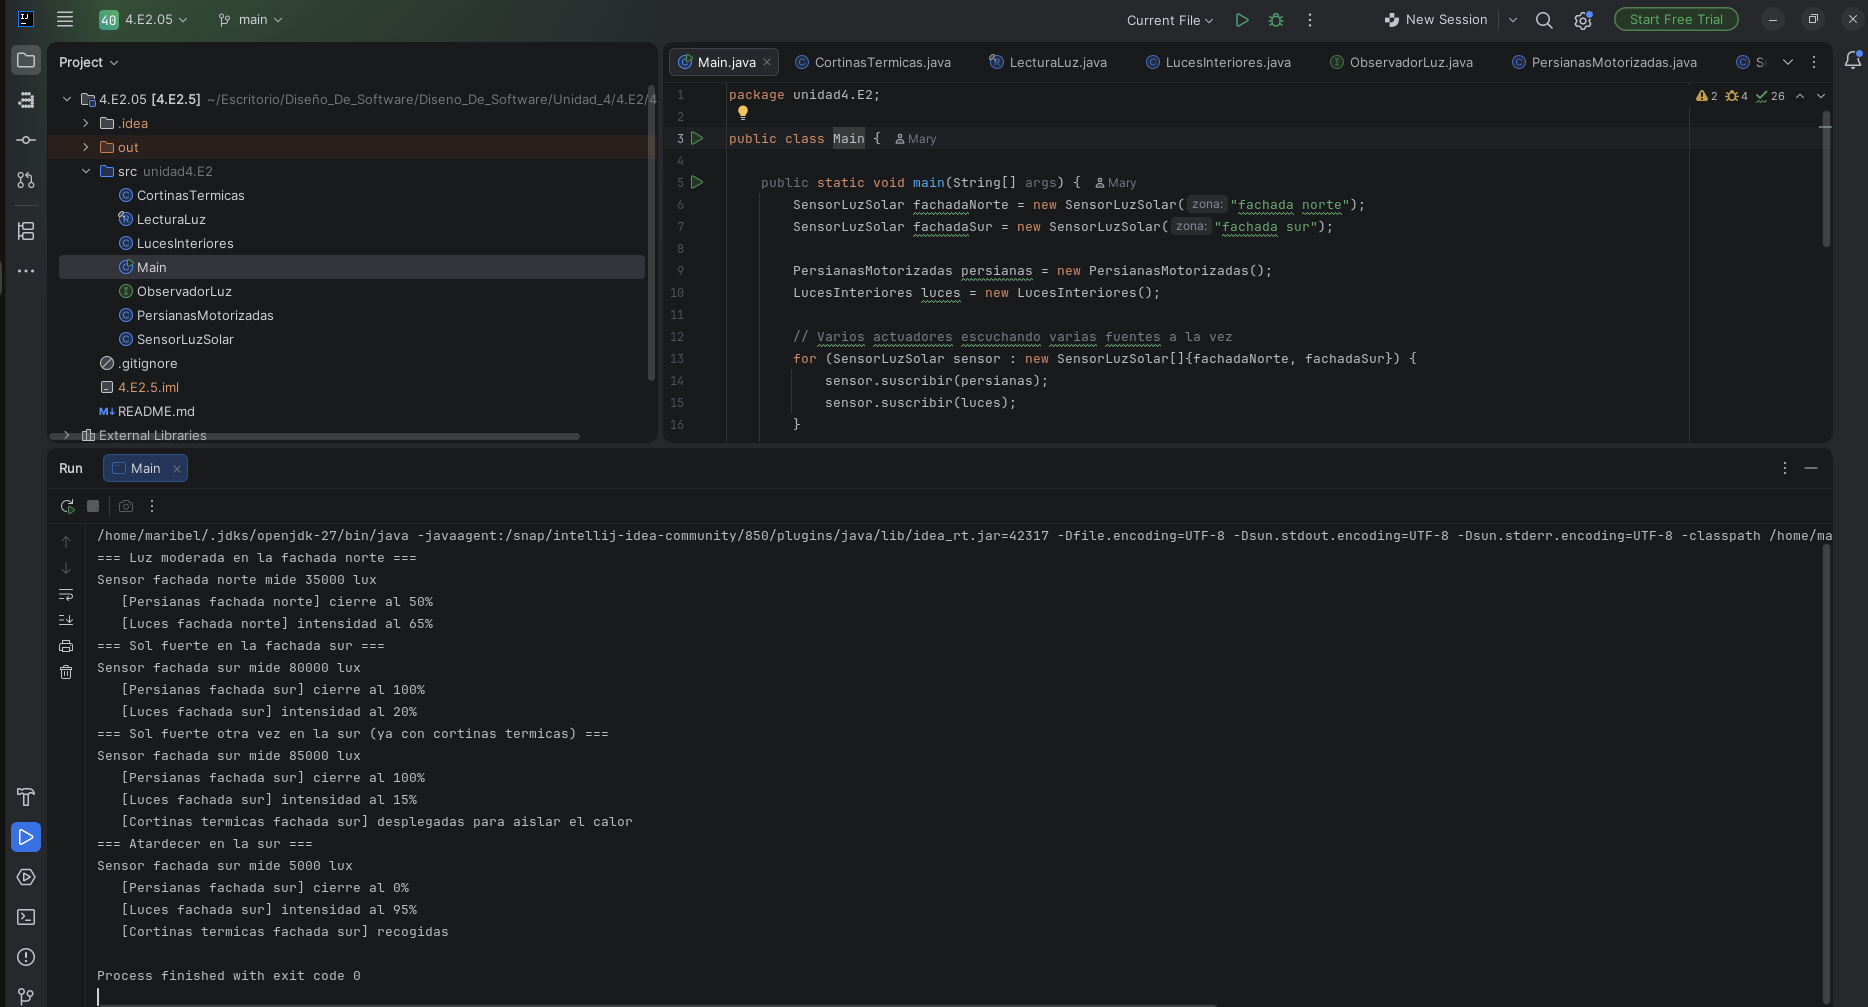 40 4.E2.05 main Current File New Session Start Free Trial
Project
4.E2.05 [4.E2.5] ~/Escritorio/Diseño_De_Software/Diseno_De_Software/Unidad_4/4.E2/4
.idea
out
src unidad4.E2
CortinasTermicas
LecturaLuz
LucesInteriores
Main
ObservadorLuz
PersianasMotorizadas
SensorLuzSolar
.gitignore
4.E2.5.iml
README.md
External Libraries
Main.java CortinasTermicas.java LecturaLuz.java LucesInteriores.java ObservadorLuz.java PersianasMotorizadas.java
2 4 26
1 package unidad4.E2;
2
3 public class Main { Mary
4
5 public static void main(String[] args) { Mary
6 SensorLuzSolar fachadaNorte = new SensorLuzSolar( zona: "fachada norte");
7 SensorLuzSolar fachadaSur = new SensorLuzSolar( zona: "fachada sur");
8
9 PersianasMotorizadas persianas = new PersianasMotorizadas();
10 LucesInteriores luces = new LucesInteriores();
11
12 // Varios actuadores escuchando varias fuentes a la vez
13 for (SensorLuzSolar sensor : new SensorLuzSolar[]{fachadaNorte, fachadaSur}) {
14 sensor.suscribir(persianas);
15 sensor.suscribir(luces);
16 }
Run Main
/home/maribel/.jdks/openjdk-27/bin/java -javaagent:/snap/intellij-idea-community/850/plugins/java/lib/idea_rt.jar=42317 -Dfile.encoding=UTF-8 -Dsun.stdout.encoding=UTF-8 -Dsun.stderr.encoding=UTF-8 -classpath /home/ma
=== Luz moderada en la fachada norte ===
Sensor fachada norte mide 35000 lux
[Persianas fachada norte] cierre al 50%
[Luces fachada norte] intensidad al 65%
=== Sol fuerte en la fachada sur ===
Sensor fachada sur mide 80000 lux
[Persianas fachada sur] cierre al 100%
[Luces fachada sur] intensidad al 20%
=== Sol fuerte otra vez en la sur (ya con cortinas termicas) ===
Sensor fachada sur mide 85000 lux
[Persianas fachada sur] cierre al 100%
[Luces fachada sur] intensidad al 15%
[Cortinas termicas fachada sur] desplegadas para aislar el calor
=== Atardecer en la sur ===
Sensor fachada sur mide 5000 lux
[Persianas fachada sur] cierre al 0%
[Luces fachada sur] intensidad al 95%
[Cortinas termicas fachada sur] recogidas
Process finished with exit code 0